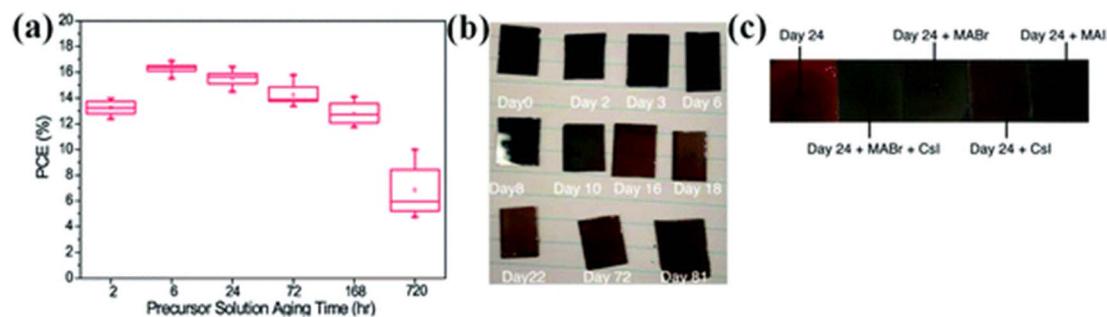 (a)
20
18
16
14
12
10
8
6
4
2
0
PCE (%)
2 6 24 72 168 720
Precursor Solution Aging Time (hr)
(b)
Day0 Day 2 Day 3 Day 6
Day8 Day 10 Day 16 Day 18
Day22 Day 72 Day 81
(c)
Day 24 Day 24 + MABr Day 24 + MAI
Day 24 + MABr + CsI Day 24 + CsI